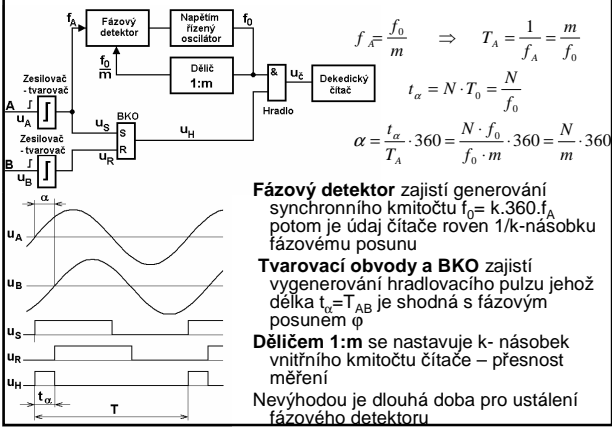 f_A
Fázový
detektor
Napětím
řízený
oscilátor
f_0
f_0
m
Dělič
1:m
&
u_č
Dekedický
čítač
Hradlo
Zesilovač
- tvarovač
A
u_A
u_S
BKO
S
R
u_H
u_R
Zesilovač
- tvarovač
B
u_B
f_A = f_0 / m ⇒ T_A = 1 / f_A = m / f_0
t_α = N · T_0 = N / f_0
α = t_α / T_A · 360 = N · f_0 / f_0 · m · 360 = N / m · 360
α
u_A
u_B
u_S
u_R
u_H
t_α
T
Fázový detektor zajistí generování
synchronního kmitočtu f_0= k.360.f_A
potom je údaj čítače roven 1/k-násobku
fázovému posunu
Tvarovací obvody a BKO zajistí
vygenerování hradlovacího pulzu jehož
délka t_α=T_AB je shodná s fázovým
posunem φ
Děličem 1:m se nastavuje k- násobek
vnitřního kmitočtu čítače – přesnost
měření
Nevýhodou je dlouhá doba pro ustálení
fázového detektoru